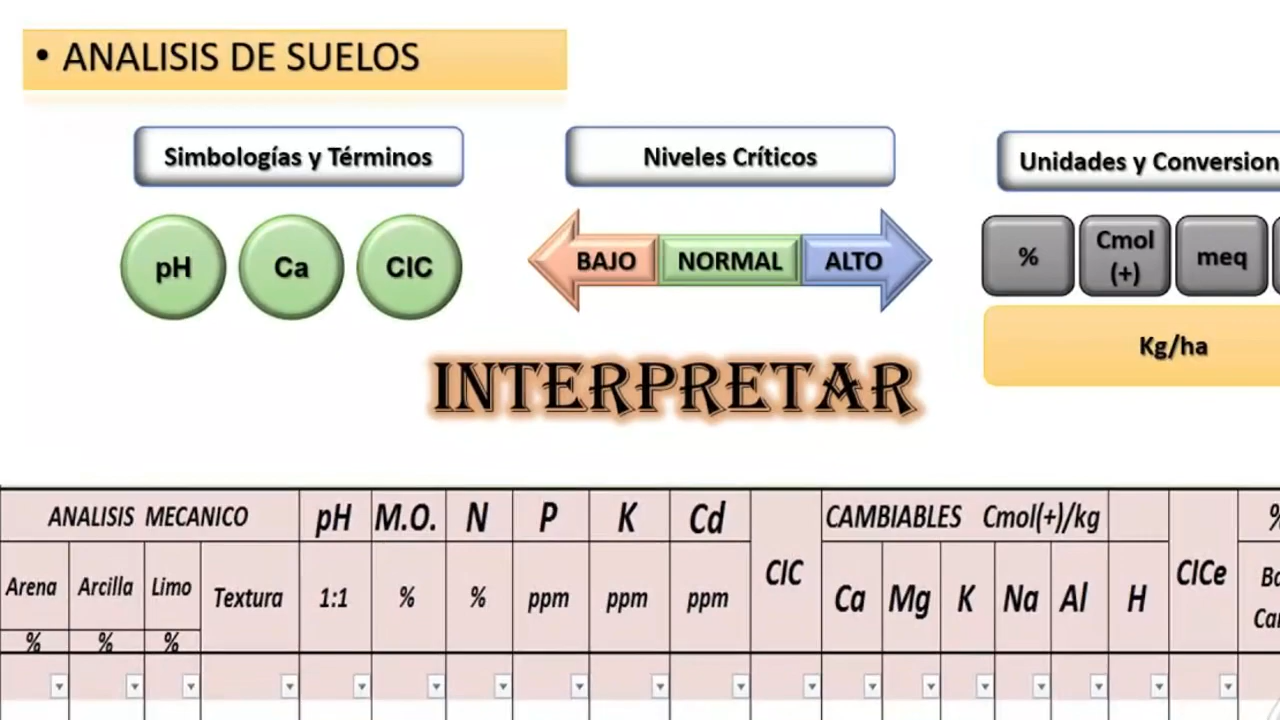 • ANALISIS DE SUELOS
Simbologías y Términos
Niveles Críticos
Unidades y Conversion
pH Ca CIC
BAJO NORMAL ALTO
% Cmol (+) meq
Kg/ha
INTERPRETAR
ANALISIS MECANICO pH M.O. N P K Cd CIC CAMBIABLES Cmol(+)/kg CICe %
Arena Arcilla Limo Textura 1:1 % % ppm ppm ppm Ca Mg K Na Al H
% % %